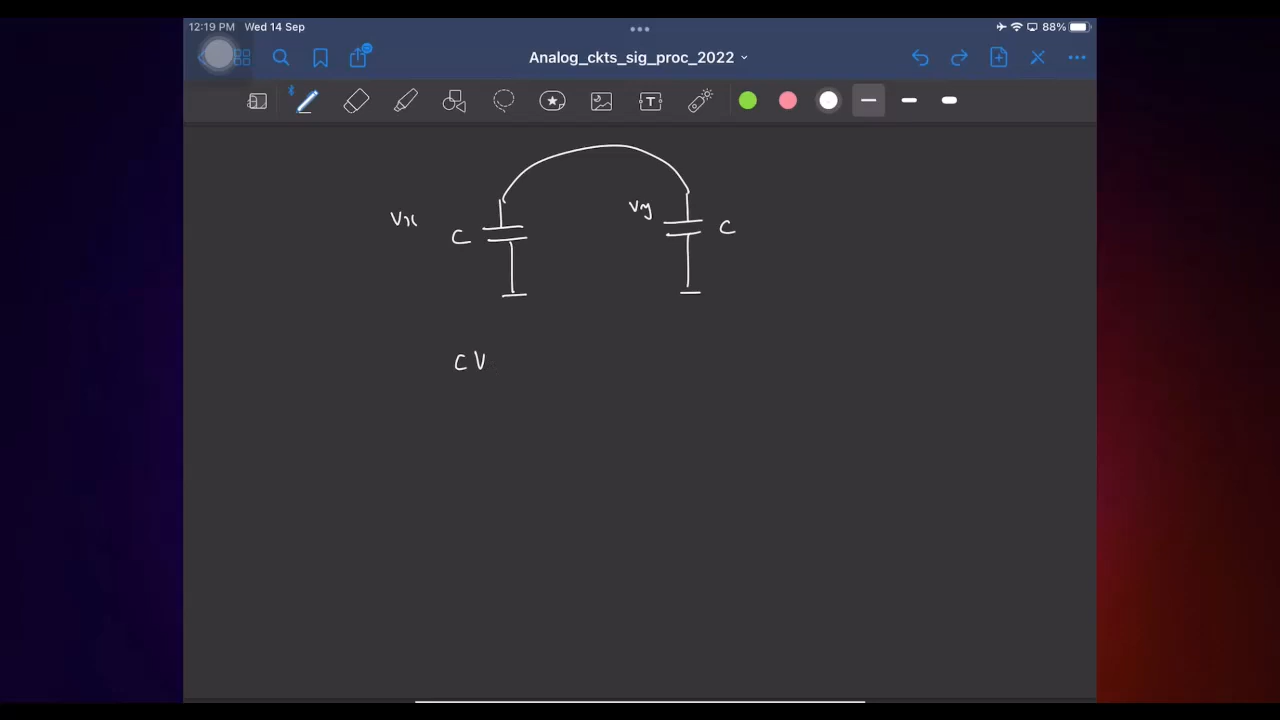 12:19 PM Wed 14 Sep
88%
Analog_ckts_sig_proc_2022
T
Vx
C
Vy
C
CV